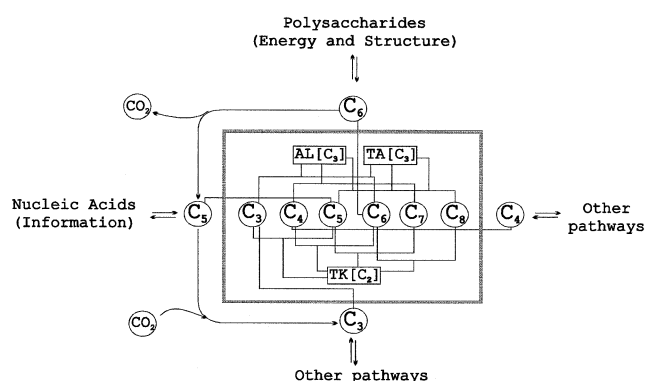 Polysaccharides
(Energy and Structure)
CO₂
C₆
AL[C₃] TA[C₃]
Nucleic Acids
(Information)
C₅ C₃ C₄ C₅ C₆ C₇ C₈ C₄
Other
pathways
TK[C₂]
CO₂
C₃
Other pathways